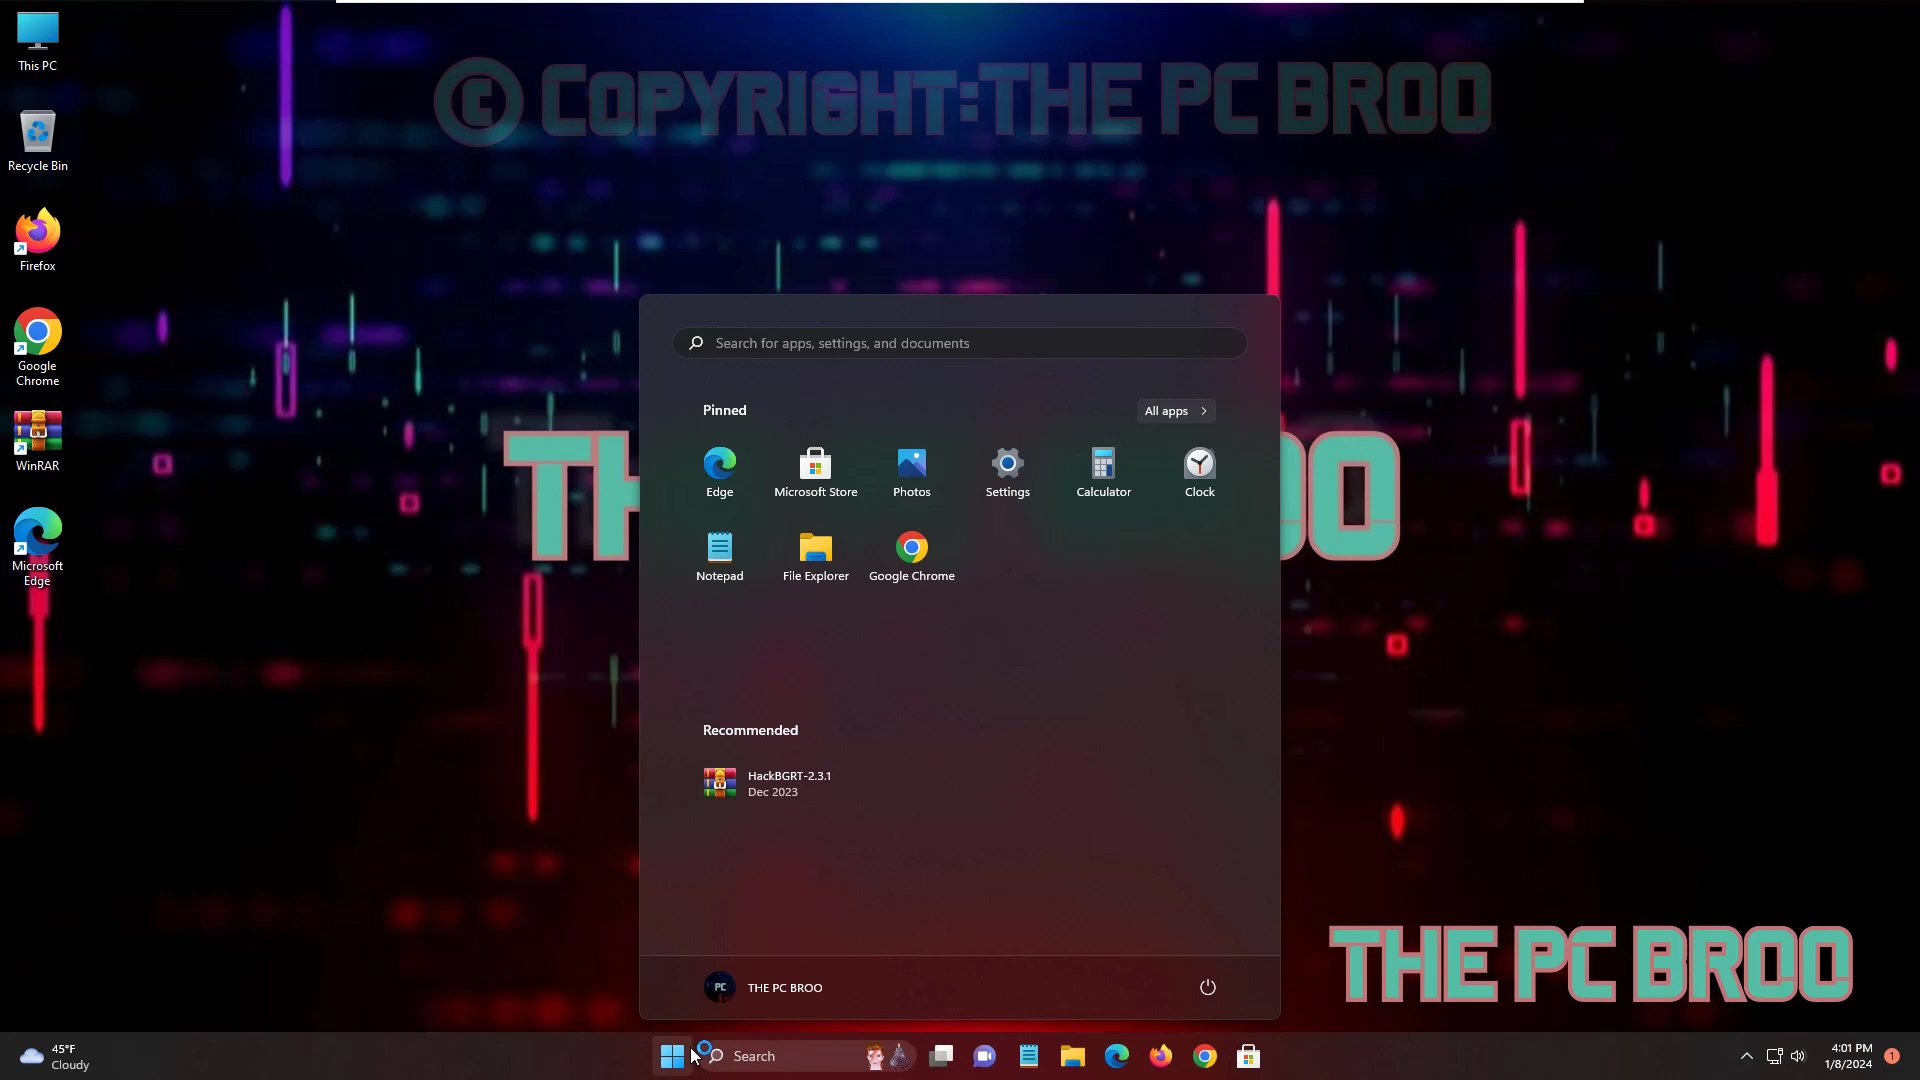 This PC
Recycle Bin
Firefox
Google
Chrome
WinRAR
Microsoft
Edge
© COPYRIGHT:THE PC BROO
Search for apps, settings, and documents
Pinned
All apps
Edge
Microsoft Store
Photos
Settings
Calculator
Clock
Notepad
File Explorer
Google Chrome
Recommended
HackBGRT-2.3.1
Dec 2023
PC
THE PC BROO
THE PC BROO
45°F
Cloudy
Search
4:01 PM
1/8/2024
1